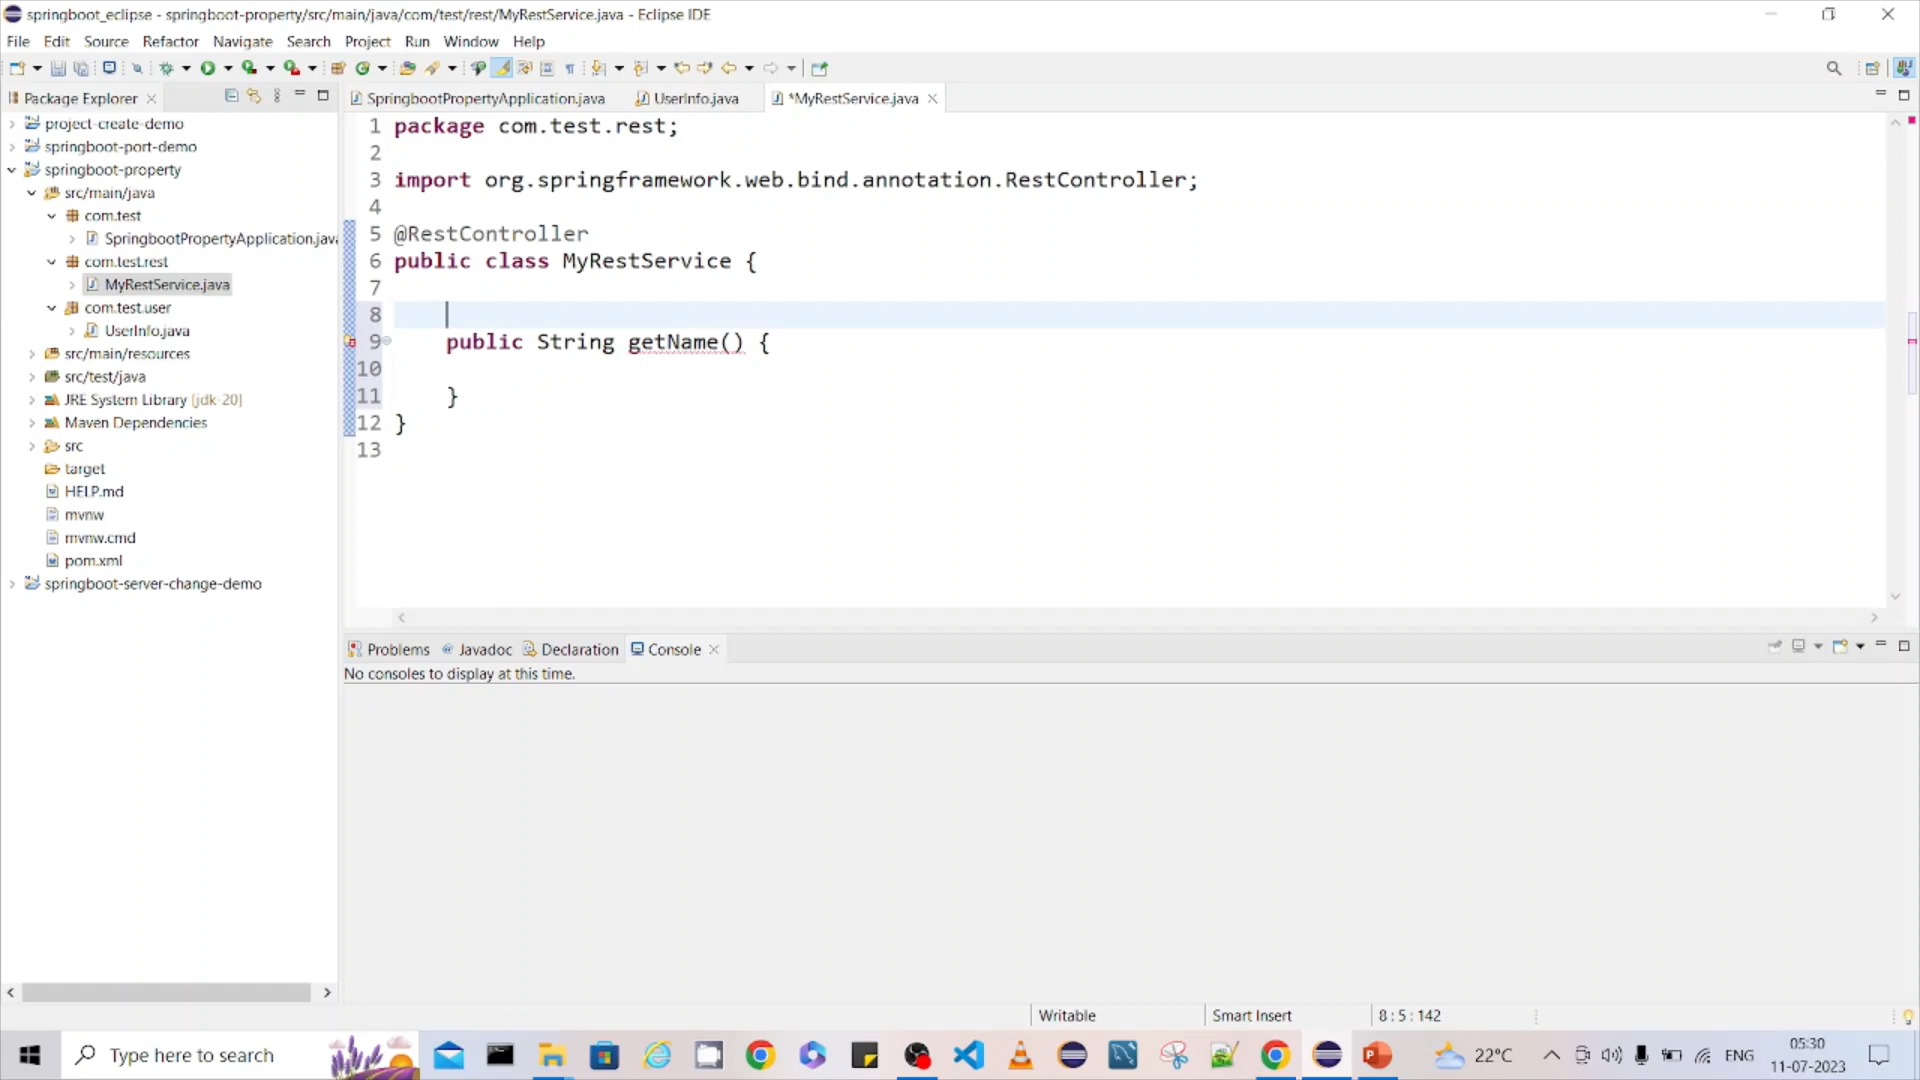 springboot_eclipse - springboot-property/src/main/java/com/test/rest/MyRestService.java - Eclipse IDE
File Edit Source Refactor Navigate Search Project Run Window Help
Package Explorer
project-create-demo
springboot-port-demo
springboot-property
src/main/java
com.test
SpringbootPropertyApplication.java
com.test.rest
MyRestService.java
com.test.user
UserInfo.java
src/main/resources
src/test/java
JRE System Library [jdk-20]
Maven Dependencies
src
target
HELP.md
mvnw
mvnw.cmd
pom.xml
springboot-server-change-demo
SpringbootPropertyApplication.java UserInfo.java *MyRestService.java
1 package com.test.rest;
2
3 import org.springframework.web.bind.annotation.RestController;
4
5 @RestController
6 public class MyRestService {
7
8
9 public String getName() {
10
11 }
12 }
13
Problems Javadoc Declaration Console
No consoles to display at this time.
Writable Smart Insert 8 : 5 : 142
Type here to search
22°C ENG 05:30
11-07-2023